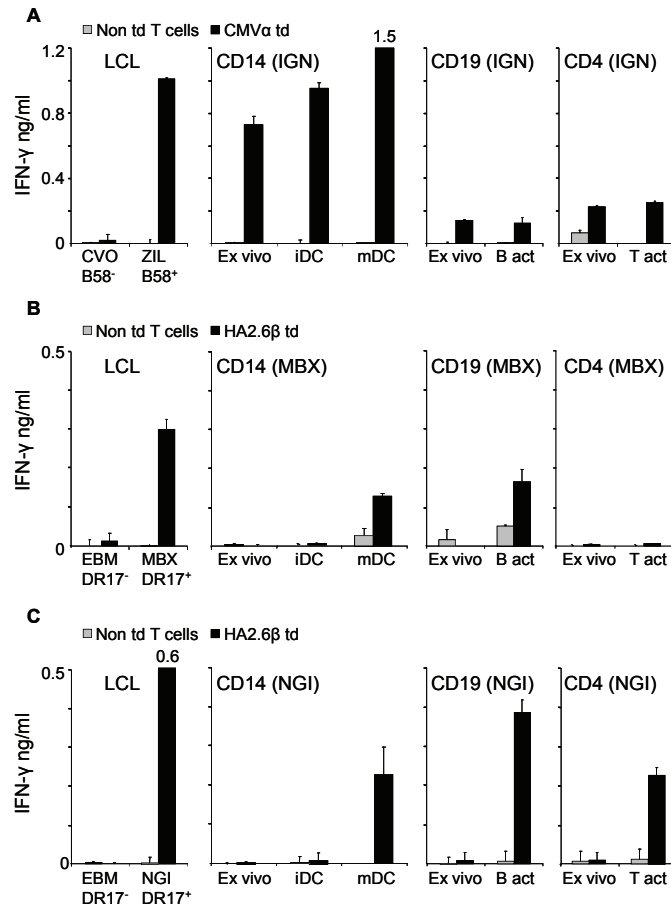 A
Non td T cells CMVα td
LCL CD14 (IGN) 1.5 CD19 (IGN) CD4 (IGN)
IFN-γ ng/ml
1.2
0.8
0.4
0
CVO ZIL Ex vivo iDC mDC Ex vivo B act Ex vivo T act
B58- B58+
B
Non td T cells HA2.6β td
LCL CD14 (MBX) CD19 (MBX) CD4 (MBX)
IFN-γ ng/ml
0.5
0
EBM MBX Ex vivo iDC mDC Ex vivo B act Ex vivo T act
DR17- DR17+
C
Non td T cells HA2.6β td
0.6
LCL CD14 (NGI) CD19 (NGI) CD4 (NGI)
IFN-γ ng/ml
0.5
0
EBM NGI Ex vivo iDC mDC Ex vivo B act Ex vivo T act
DR17- DR17+